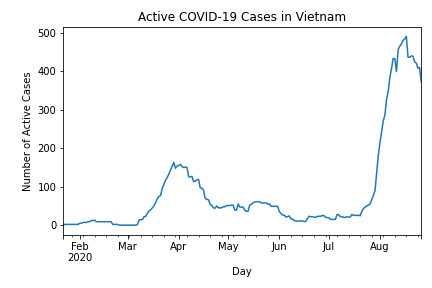 Active COVID-19 Cases in Vietnam
Number of Active Cases
500
400
300
200
100
0
Feb Mar Apr May Jun Jul Aug
2020
Day